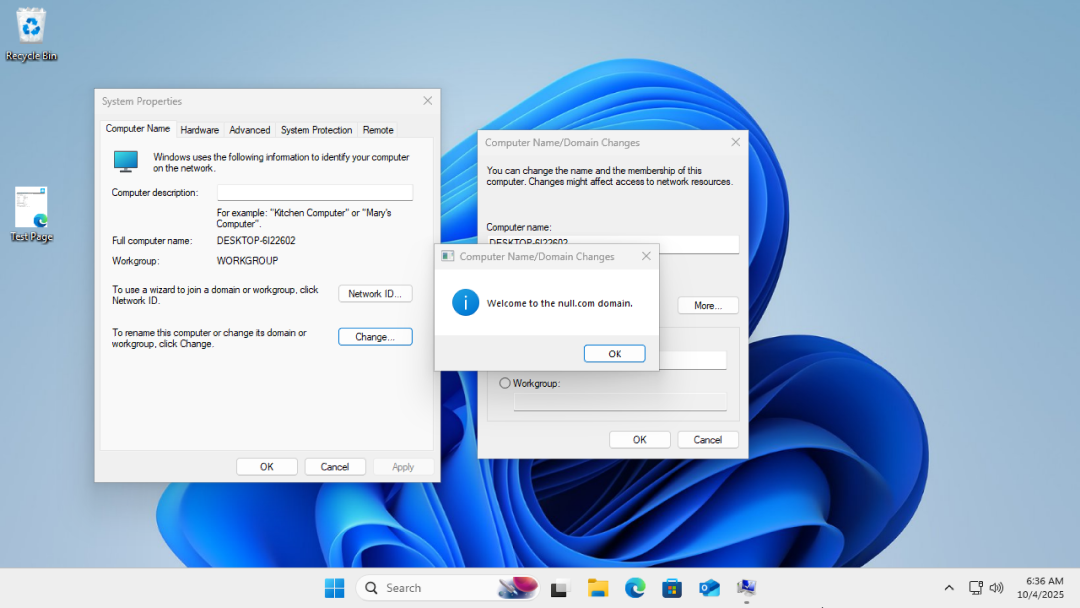 Recycle Bin
Test Page
System Properties
Computer Name
Hardware
Advanced
System Protection
Remote
Windows uses the following information to identify your computer
on the network.
Computer description:
For example: "Kitchen Computer" or "Mary's
Computer".
Full computer name:
DESKTOP-6I22602
Workgroup:
WORKGROUP
To use a wizard to join a domain or workgroup, click
Network ID.
Network ID...
To rename this computer or change its domain or
workgroup, click Change.
Change...
OK
Cancel
Apply
Computer Name/Domain Changes
You can change the name and the membership of this
computer. Changes might affect access to network resources.
Computer name:
DESKTOP-6I22602
More...
Workgroup:
OK
Cancel
Computer Name/Domain Changes
Welcome to the null.com domain.
OK
Search
6:36 AM
10/4/2025